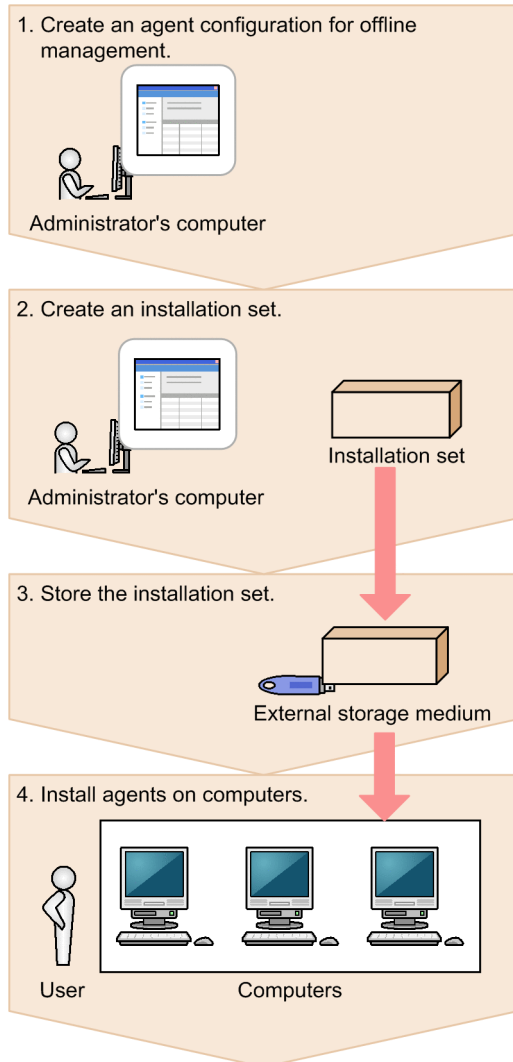 1. Create an agent configuration for offline
management.
Administrator's computer
2. Create an installation set.
Installation set
Administrator's computer
3. Store the installation set.
External storage medium
4. Install agents on computers.
User
Computers